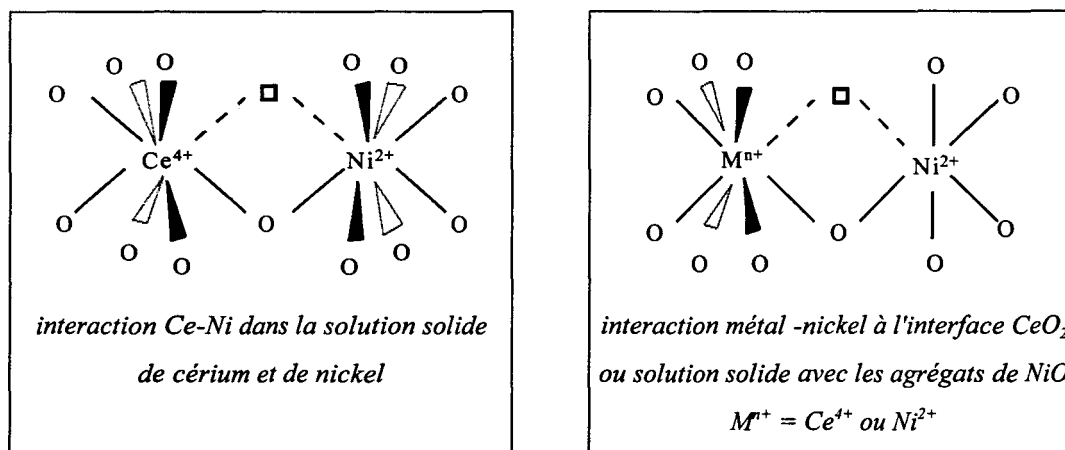 O O O O
O O
Ce⁴⁺ Ni²⁺
O O O
O O O O
interaction Ce-Ni dans la solution solide
de cérium et de nickel
O O O
O O
Mⁿ⁺ Ni²⁺
O O O
O O O
interaction métal -nickel à l'interface CeO₂
ou solution solide avec les agrégats de NiO
Mⁿ⁺ = Ce⁴⁺ ou Ni²⁺